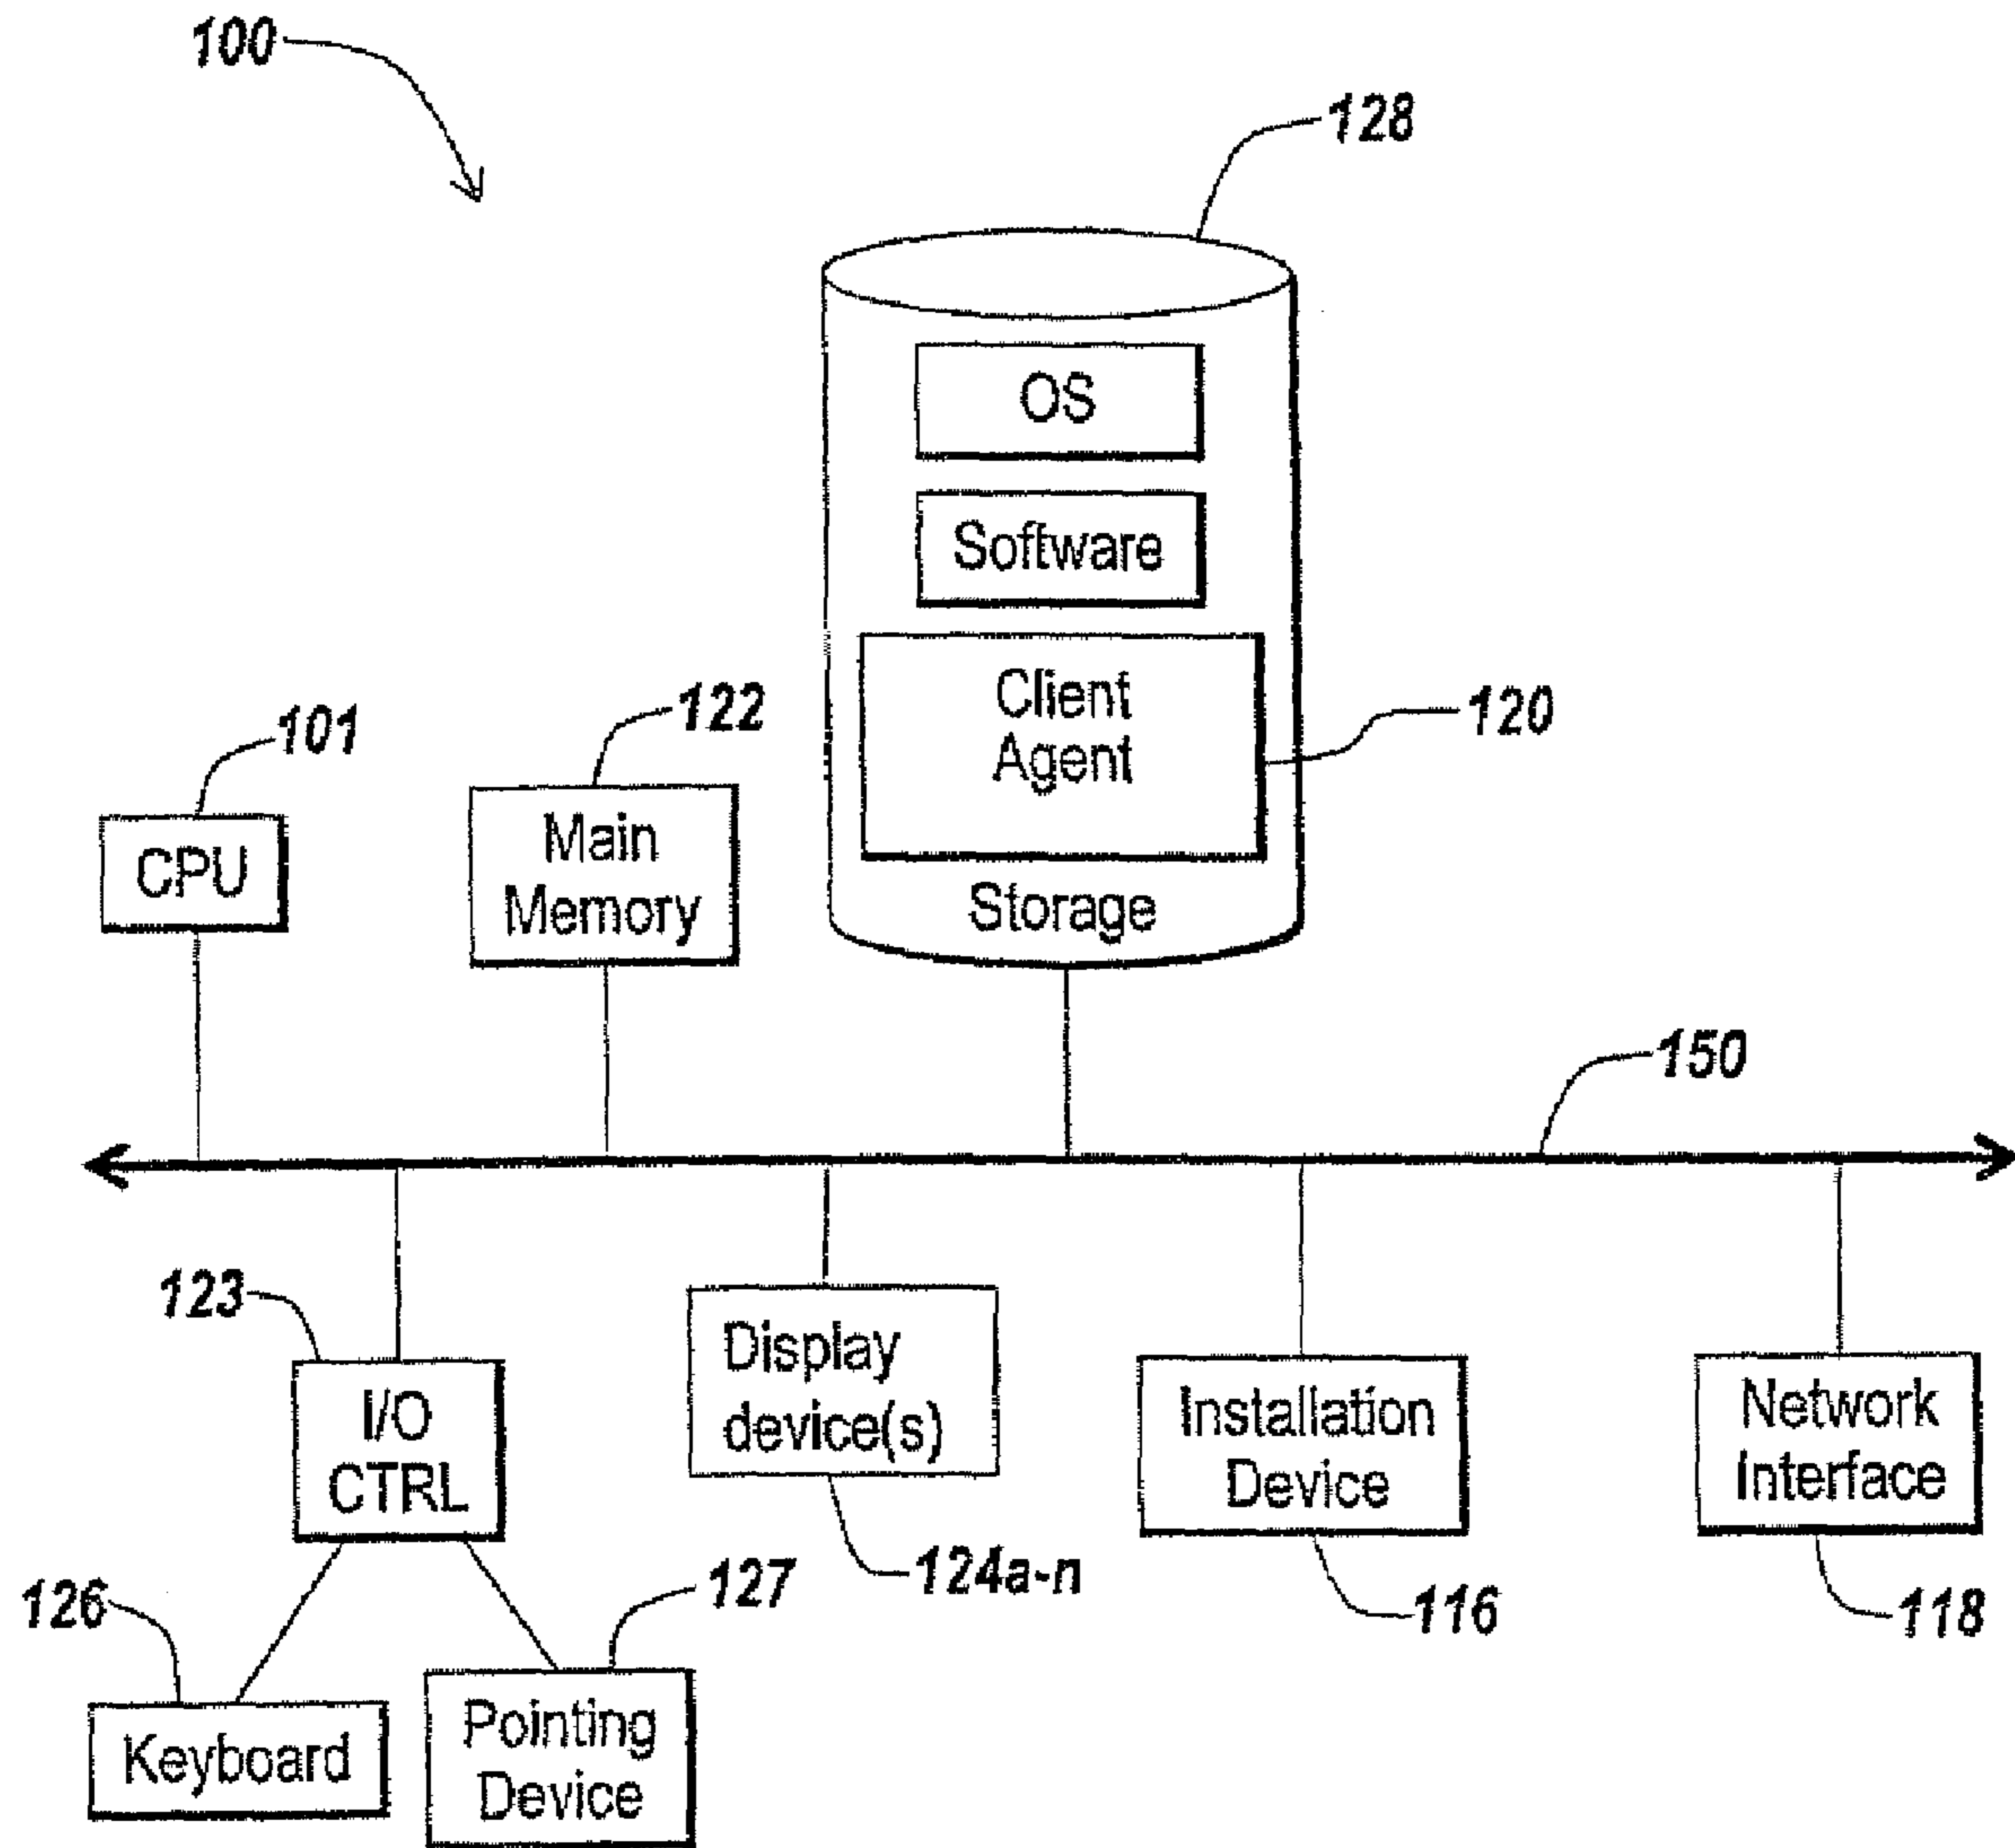 100
128
OS
Software
Client
Agent
120
Storage
122
101
Main
Memory
CPU
150
123
I/O
CTRL
Display
device(s)
Installation
Device
Network
Interface
124a-n
116
118
126
127
Keyboard
Pointing
Device